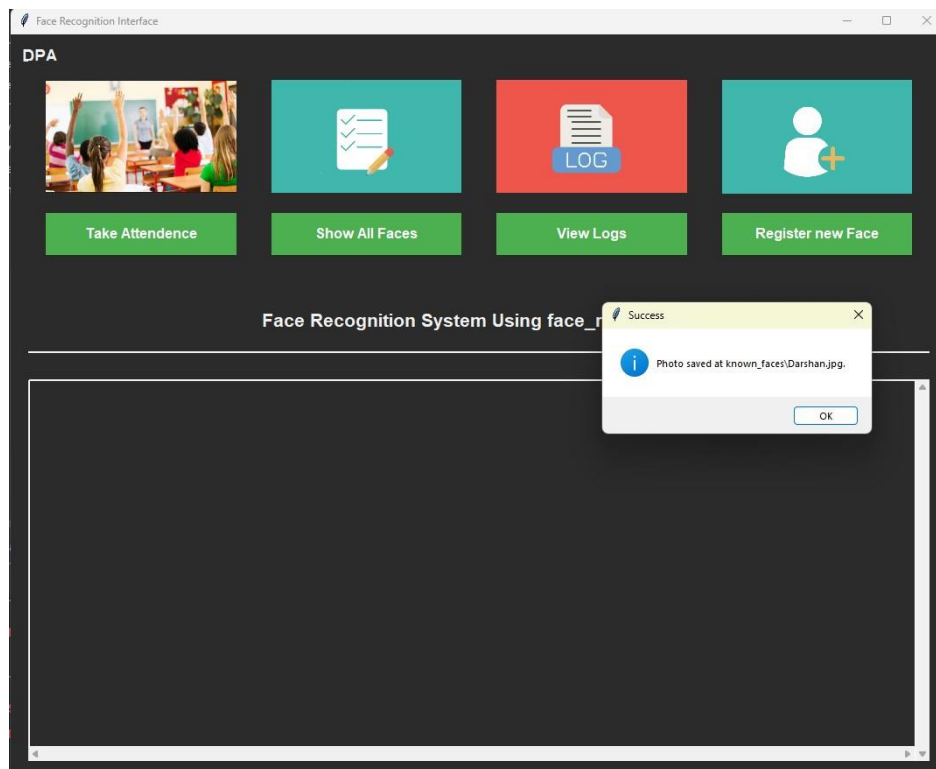 Face Recognition Interface
DPA
LOG
Take Attendence
Show All Faces
View Logs
Register new Face
Face Recognition System Using face_r
Success
Photo saved at known_faces\Darshan.jpg.
OK